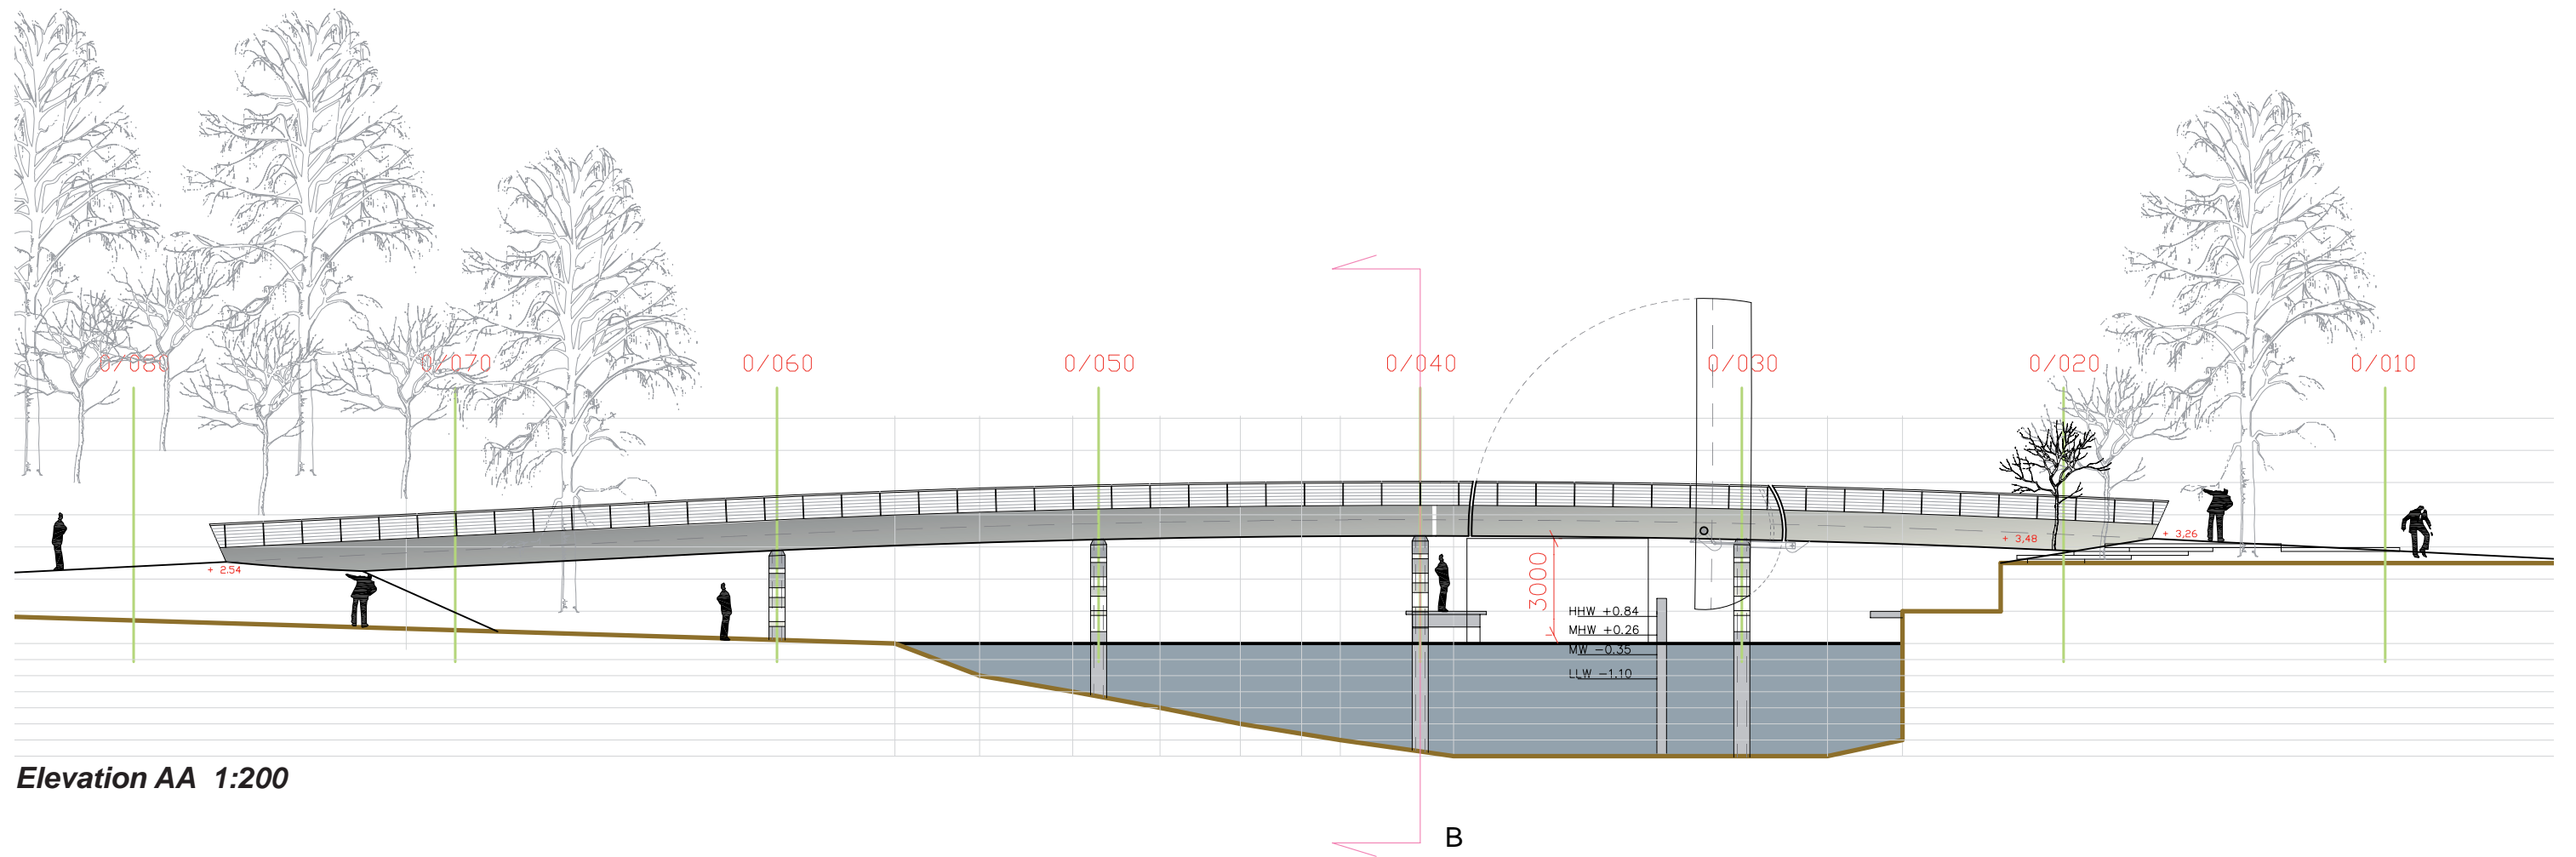 0/080 0/070 0/060 0/050 0/040 0/030 0/020 0/010
+ 2.54
+ 3,48
+ 3,26
3000
HHW +0.84
MHW +0.26
MW -0.35
LLW -1.10
Elevation AA 1:200
B